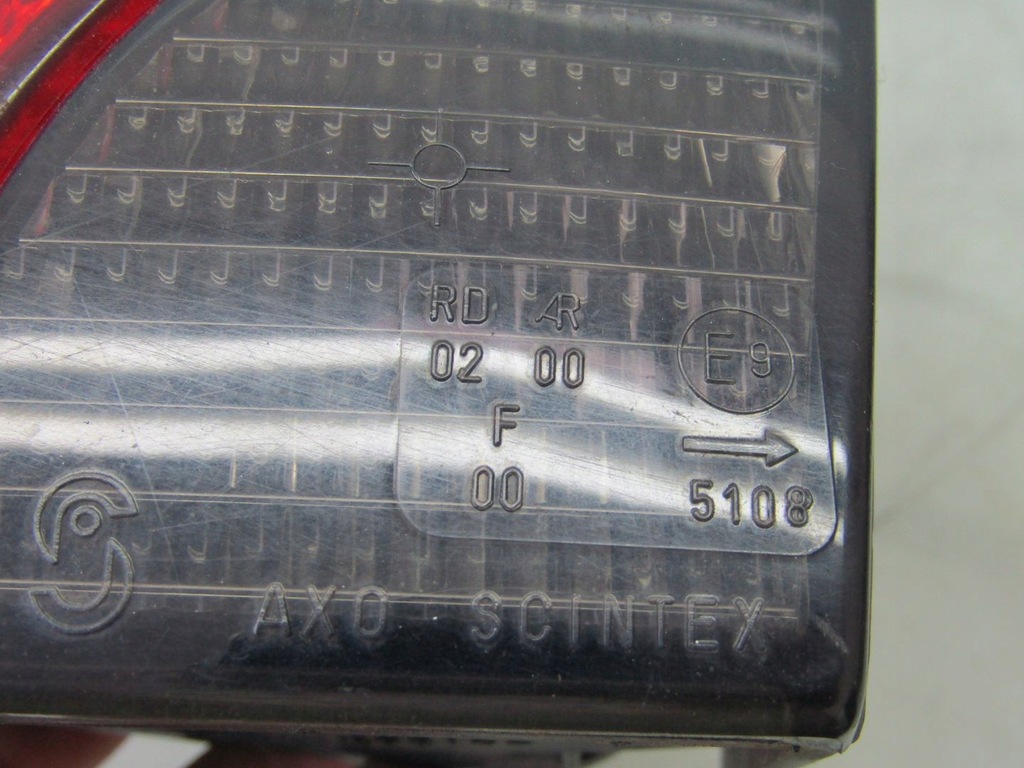 RD AR
02 00
F
00
E9
→
5108
AXO SCINTEX